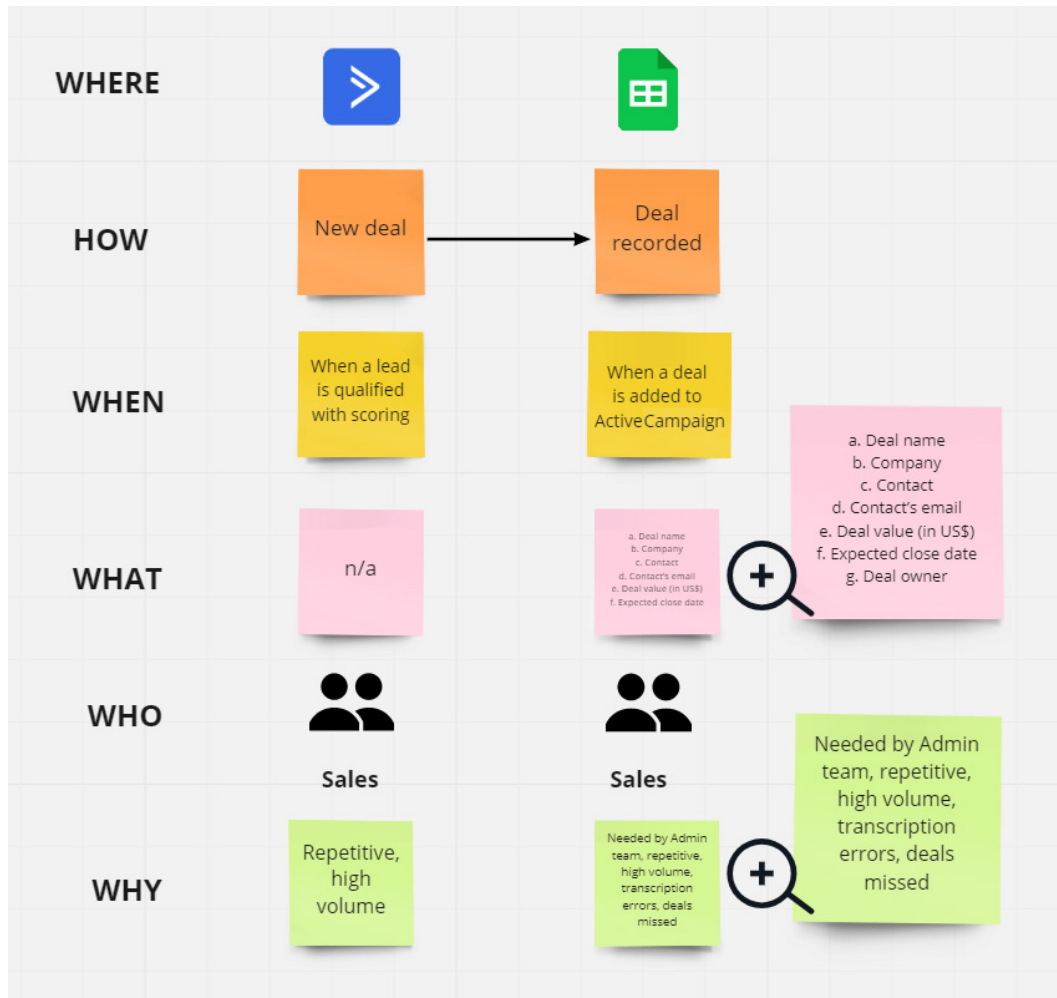 WHERE
HOW
New deal
Deal
recorded
WHEN
When a lead
is qualified
with scoring
When a deal
is added to
ActiveCampaign
WHAT
n/a
a. Deal name
b. Company
c. Contact
d. Contact's email
e. Deal value (in US$)
f. Expected close date
a. Deal name
b. Company
c. Contact
d. Contact's email
e. Deal value (in US$)
f. Expected close date
g. Deal owner
WHO
Sales
Sales
WHY
Repetitive,
high
volume
Needed by Admin
team, repetitive,
high volume,
transcription
errors, deals
missed
Needed by Admin
team, repetitive,
high volume,
transcription
errors, deals
missed